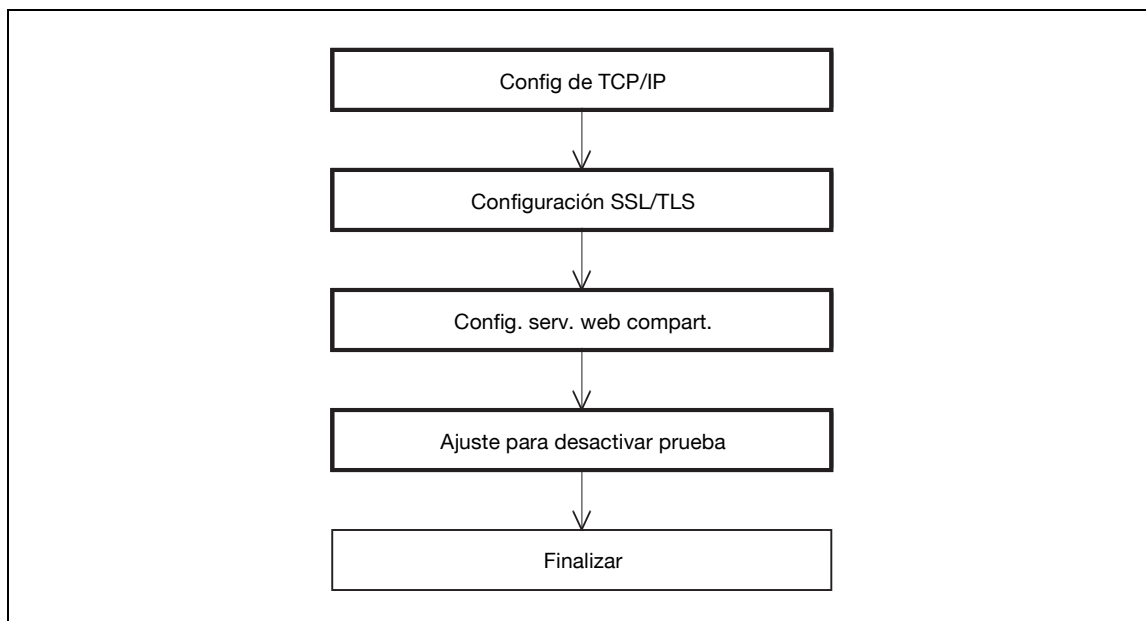 Config de TCP/IP
Configuración SSL/TLS
Config. serv. web compart.
Ajuste para desactivar prueba
Finalizar